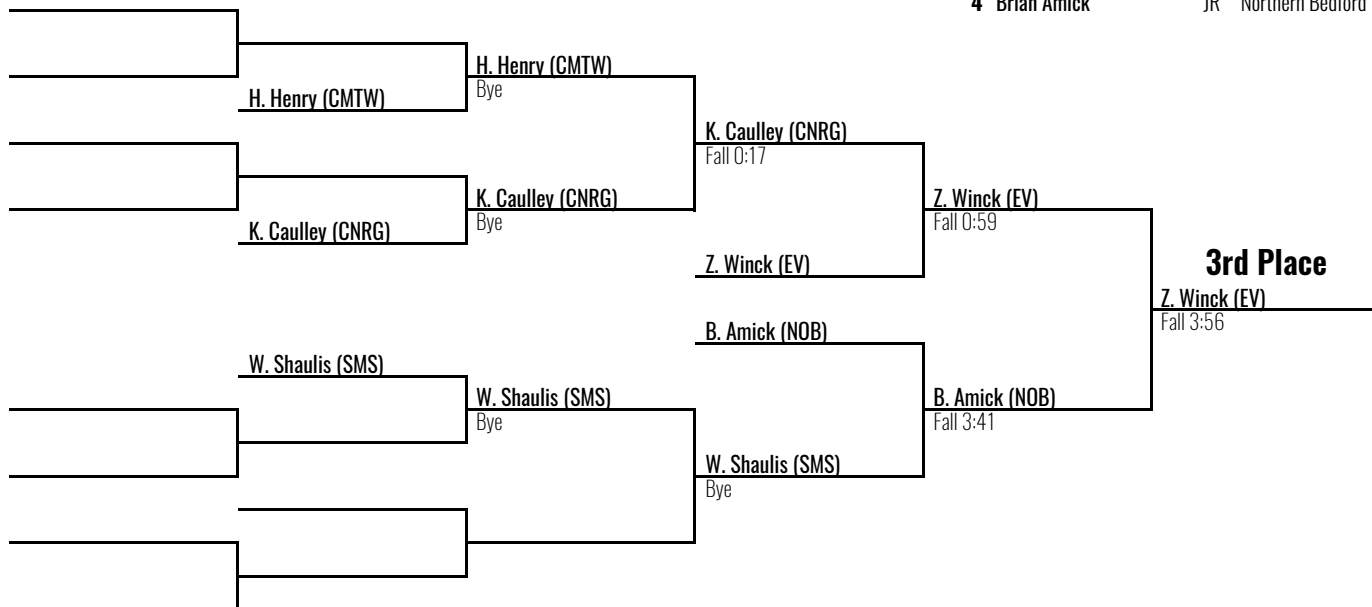 4 Brian Amick JR Northern Bedford
H. Henry (CMTW)
Bye
H. Henry (CMTW)
K. Caulley (CNRG)
Fall 0:17
K. Caulley (CNRG)
Bye
K. Caulley (CNRG)
Z. Winck (EV)
Fall 0:59
Z. Winck (EV)
3rd Place
Z. Winck (EV)
Fall 3:56
B. Amick (NOB)
W. Shaulis (SMS)
W. Shaulis (SMS)
Bye
B. Amick (NOB)
Fall 3:41
W. Shaulis (SMS)
Bye